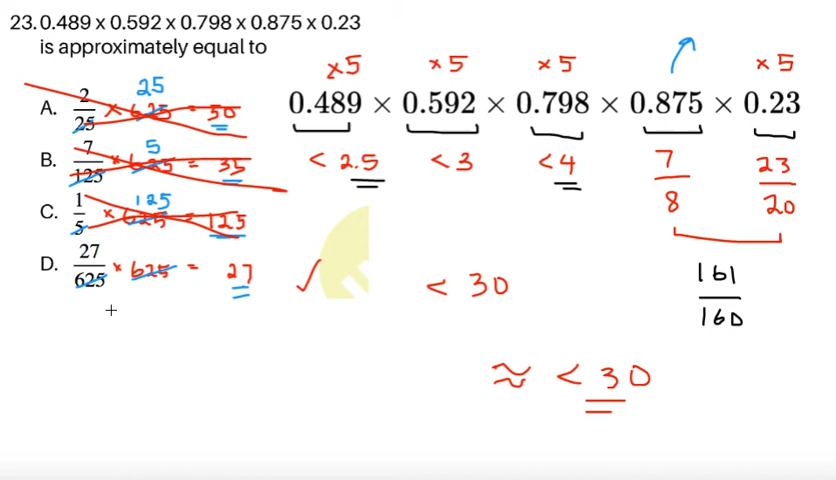 23. 0.489 x 0.592 x 0.798 x 0.875 x 0.23
is approximately equal to
A. 2/25 × 625 = 50
25
B. 7/125 × 625 = 35
5
C. 1/5 × 625 = 125
125
D. 27/625 × 625 = 27 ✓
×5 ×5 ×5 ×5
0.489 × 0.592 × 0.798 × 0.875 × 0.23
< 2.5 < 3 < 4 7/8 23/20
< 30
161/160
≈ < 30